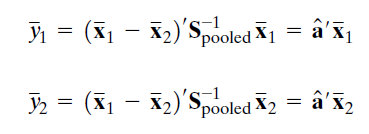 ȳ₁ = (x̄₁ − x̄₂)′S⁻¹pooled x̄₁ = â′x̄₁
ȳ₂ = (x̄₁ − x̄₂)′S⁻¹pooled x̄₂ = â′x̄₂